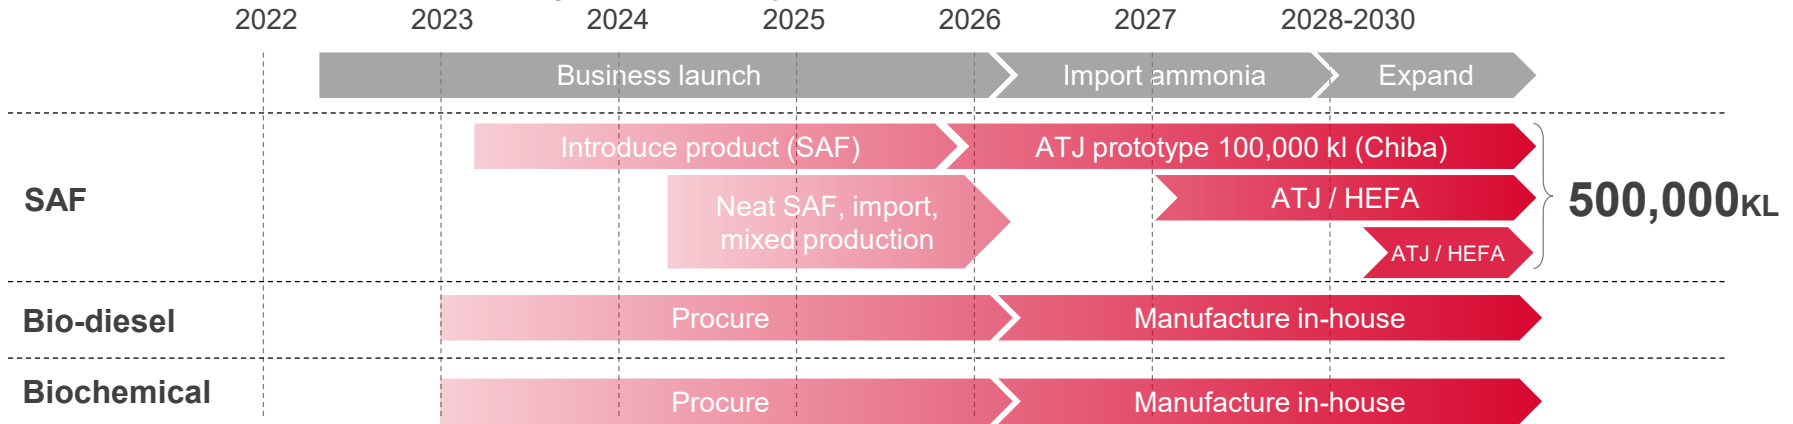 2022 2023 2024 2025 2026 2027 2028-2030
Business launch Import ammonia Expand
Introduce product (SAF) ATJ prototype 100,000 kl (Chiba)
SAF
Neat SAF, import,
mixed production
ATJ / HEFA
500,000KL
ATJ / HEFA
Bio-diesel Procure Manufacture in-house
Biochemical Procure Manufacture in-house